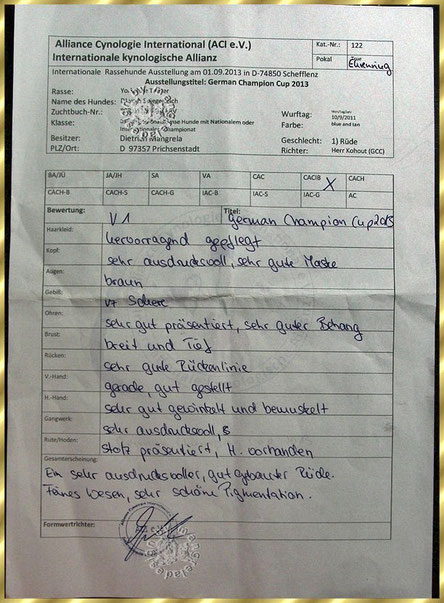 Alliance Cynologie International (ACI e.V.)
Internationale kynologische Allianz
Kat.-Nr.: 122
Pokal Ehrenring
Internationale Rassehunde Ausstellung am 01.09.2013 in D-74850 Schefflenz
Ausstellungstitel: German Champion Cup 2013
Rasse: Terrier
Name des Hundes:
Zuchtbuch-Nr.: Wurftag: 10/9/2011
Klasse: Hunde mit Nationalem oder Farbe: blue and tan
Championat
Besitzer: Dietrich Mangrela Geschlecht: 1) Rüde
PLZ/Ort: D 97357 Prichsenstadt Richter: Herr Kohout (GCC)
BA/JÜ JA/JH SA VA CAC CACIB X CACH
CACH-B CACH-S CACH-G IAC-B IAC-S IAC-G IACH
Bewertung: V1 Titel: German Champion Cup 2013
Haarkleid: hervorragend gepflegt
Kopf: sehr ausdrucksvoll, sehr gute Maske
Augen: braun
Gebiß: Schere
Ohren: sehr gut präsentiert, sehr guter Behang
Brust: breit und Tief
Rücken: sehr gute Rückenlinie
V.-Hand: gerade, gut gestellt
H.-Hand: sehr gut gewinkelt und bemuskelt
Gangwerk: sehr ausdrucksvoll,
Rute/Hoden: stolz präsentiert, H. vorhanden
Gesamterscheinung:
Ein sehr ausdrucksvoller, gut gebauter Rüde.
Feines Wesen, sehr schöne Pigmentation.
Formwertrichter: